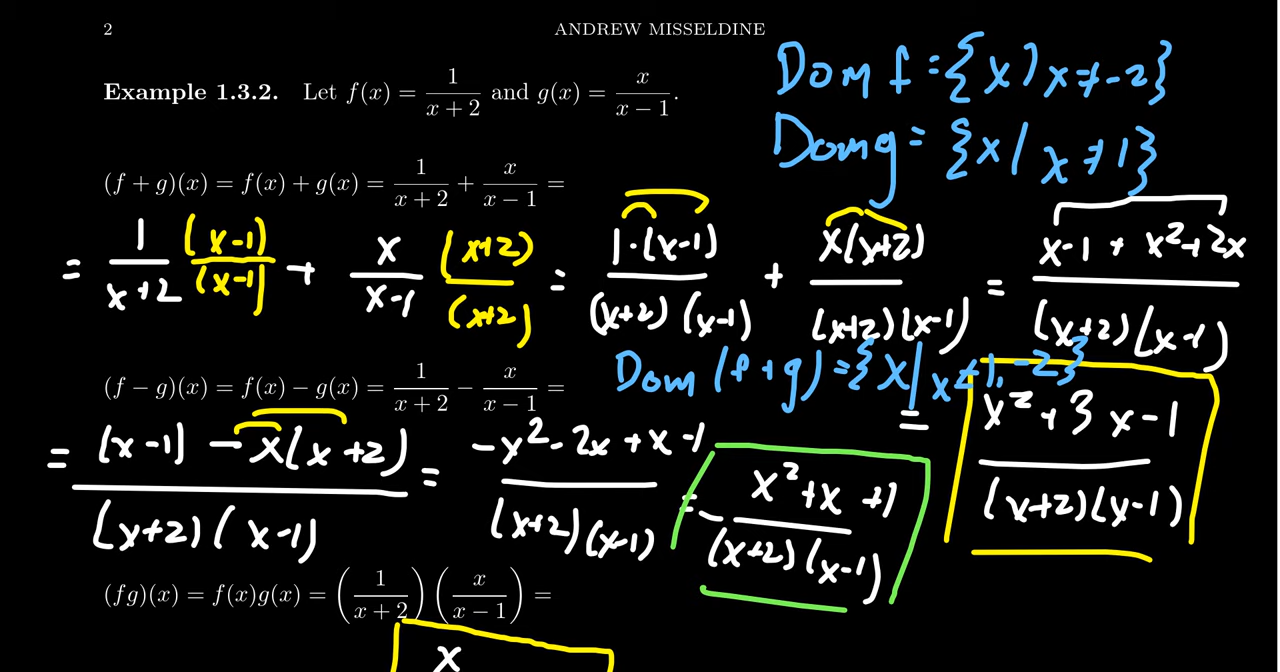 2 ANDREW MISSELDINE
Dom f = {x | x ≠ -2}
Example 1.3.2. Let f(x) = 1/(x + 2) and g(x) = x/(x − 1).
Dom g = {x | x ≠ 1}
(f + g)(x) = f(x) + g(x) = 1/(x + 2) + x/(x − 1) =
= 1/(x+2) (x-1)/(x-1) + x/(x-1) (x+2)/(x+2) = 1·(x-1)/((x+2)(x-1)) + x(x+2)/((x+2)(x-1)) = (x-1 + x²+2x)/((x+2)(x-1))
Dom (f+g) = {x | x ≠ 1, -2}
= (x²+3x-1)/((x+2)(x-1))
(f − g)(x) = f(x) − g(x) = 1/(x + 2) − x/(x − 1) =
= ((x-1) - x(x+2))/((x+2)(x-1)) = (-x²-2x+x-1)/((x+2)(x-1)) = - (x²+x+1)/((x+2)(x-1))
(fg)(x) = f(x)g(x) = (1/(x + 2)) (x/(x − 1)) =
x